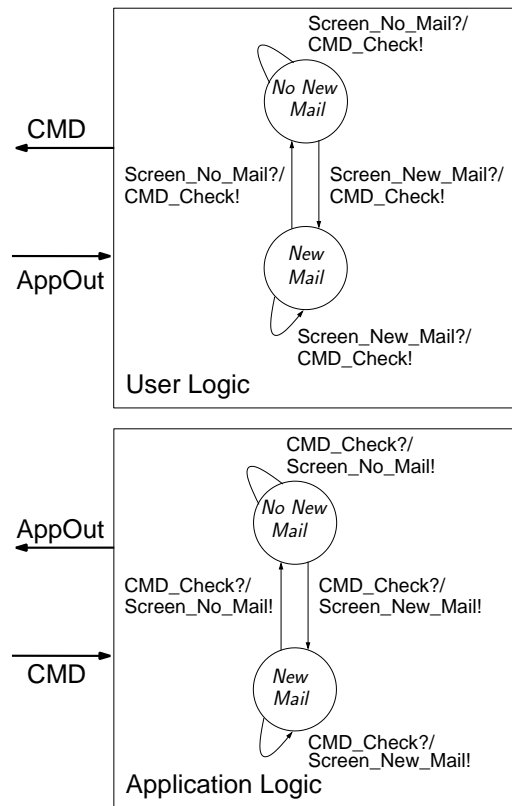 Screen_No_Mail?/
CMD_Check!
No New
Mail
CMD
Screen_No_Mail?/
CMD_Check!
Screen_New_Mail?/
CMD_Check!
New
Mail
AppOut
Screen_New_Mail?/
CMD_Check!
User Logic
CMD_Check?/
Screen_No_Mail!
No New
Mail
AppOut
CMD_Check?/
Screen_No_Mail!
CMD_Check?/
Screen_New_Mail!
New
Mail
CMD
CMD_Check?/
Screen_New_Mail!
Application Logic